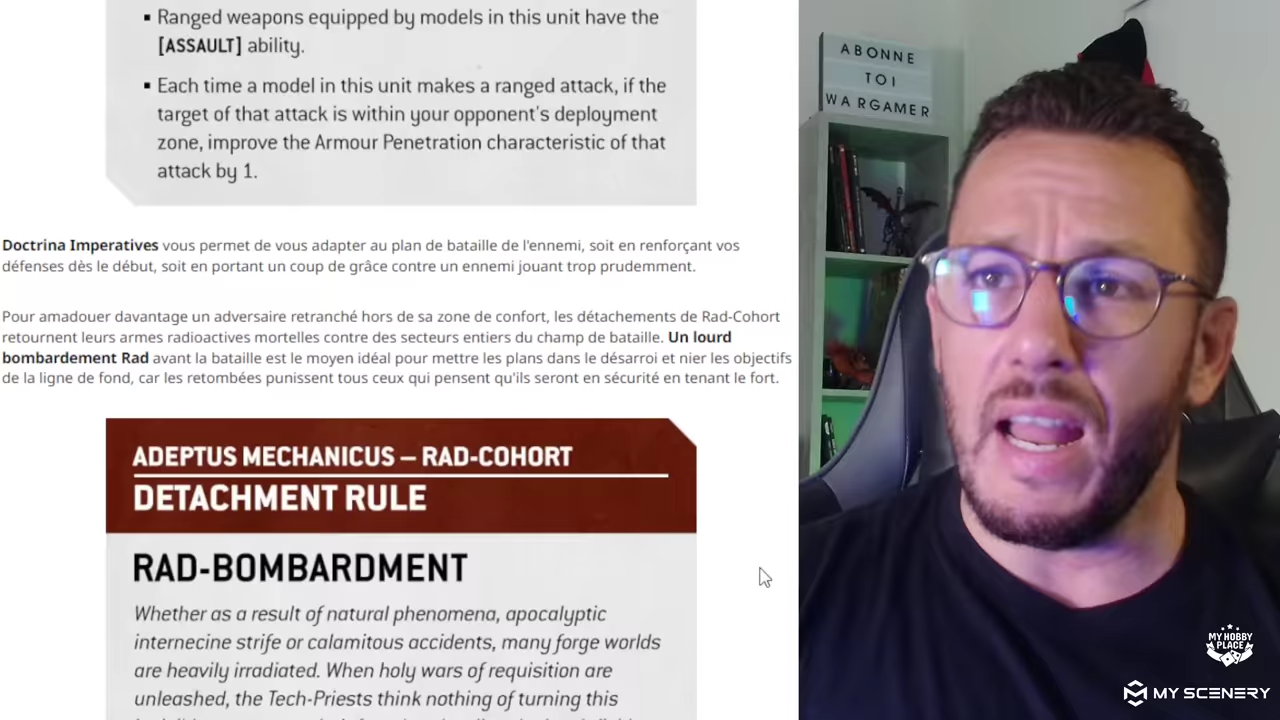 ▪ Ranged weapons equipped by models in this unit have the
[ASSAULT] ability.
▪ Each time a model in this unit makes a ranged attack, if the
target of that attack is within your opponent's deployment
zone, improve the Armour Penetration characteristic of that
attack by 1.
Doctrina Imperatives vous permet de vous adapter au plan de bataille de l'ennemi, soit en renforçant vos
défenses dès le début, soit en portant un coup de grâce contre un ennemi jouant trop prudemment.
Pour amadouer davantage un adversaire retranché hors de sa zone de confort, les détachements de Rad-Cohort
retournent leurs armes radioactives mortelles contre des secteurs entiers du champ de bataille. Un lourd
bombardement Rad avant la bataille est le moyen idéal pour mettre les plans dans le désarroi et nier les objectifs
de la ligne de fond, car les retombées punissent tous ceux qui pensent qu'ils seront en sécurité en tenant le fort.
ADEPTUS MECHANICUS – RAD-COHORT
DETACHMENT RULE
RAD-BOMBARDMENT
Whether as a result of natural phenomena, apocalyptic
internecine strife or calamitous accidents, many forge worlds
are heavily irradiated. When holy wars of requisition are
unleashed, the Tech-Priests think nothing of turning this
ABONNE
TOI
WARGAMER
MY HOBBY
PLACE
MY SCENERY